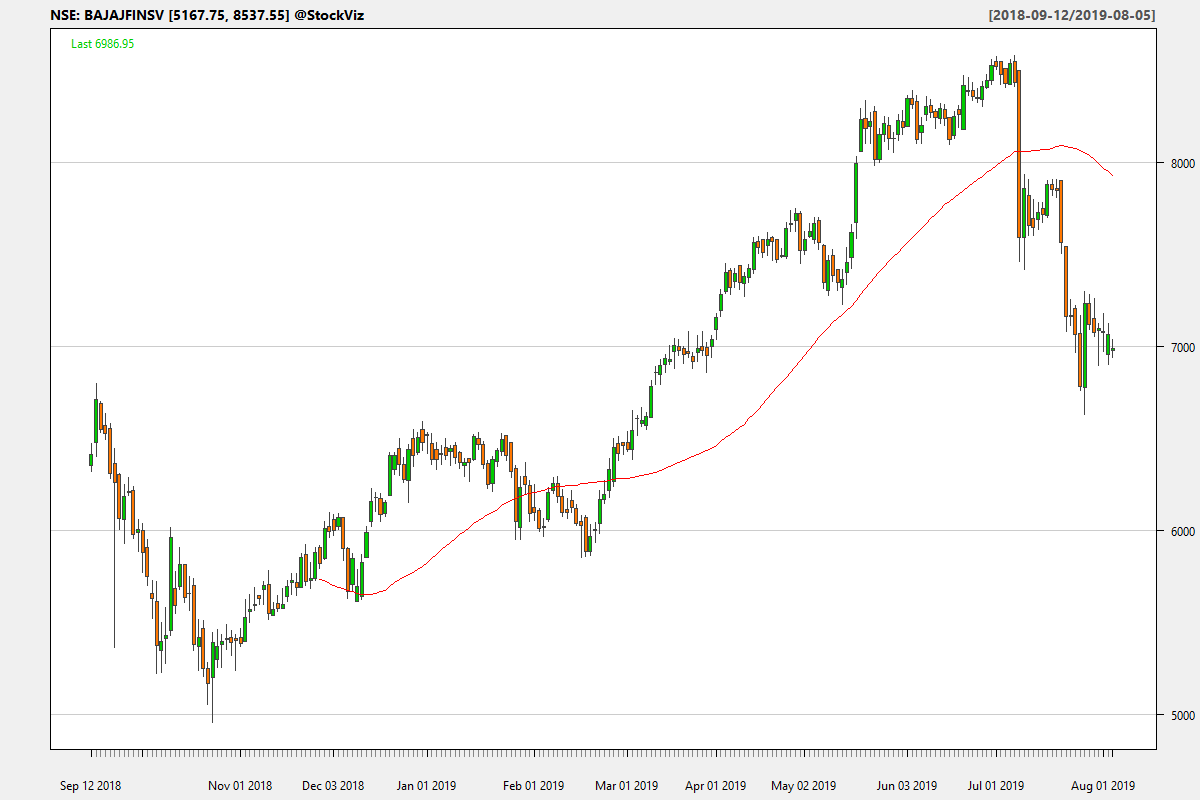 NSE: BAJAJFINSV [5167.75, 8537.55] @StockViz [2018-09-12/2019-08-05]
Last 6986.95
8000
7000
6000
5000
Sep 12 2018 Nov 01 2018 Dec 03 2018 Jan 01 2019 Feb 01 2019 Mar 01 2019 Apr 01 2019 May 02 2019 Jun 03 2019 Jul 01 2019 Aug 01 2019